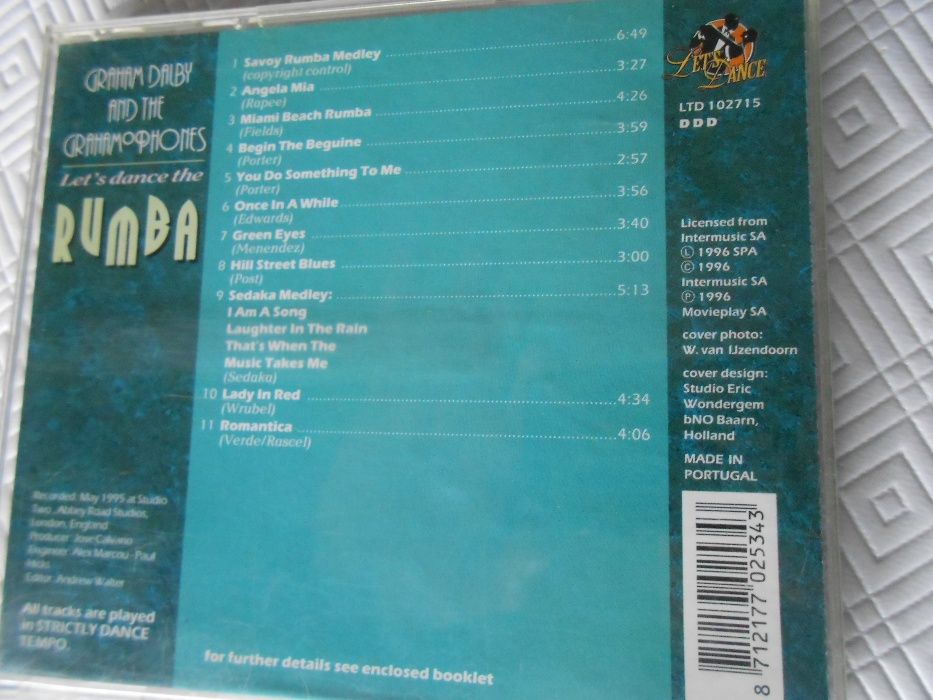 GRAHAM DALBY
AND THE
GRAHAMOPHONES
Let's dance the
RUMBA
1 Savoy Rumba Medley 6:49
(copyright control)
2 Angela Mia 3:27
(Rapee)
3 Miami Beach Rumba 4:26
(Fields)
4 Begin The Beguine 3:59
(Porter)
5 You Do Something To Me 2:57
(Porter)
6 Once In A While 3:56
(Edwards)
7 Green Eyes 3:40
(Menendez)
8 Hill Street Blues 3:00
(Post)
9 Sedaka Medley: 5:13
I Am A Song
Laughter In The Rain
That's When The
Music Takes Me
(Sedaka)
10 Lady In Red 4:34
(Wrubel)
11 Romantica 4:06
(Verde/Rascel)
Recorded: May 1995 at Studio
Two, Abbey Road Studios,
London, England
Producer: Jose Calvario
Engineer: Alex Marcou - Paul
Hicks
Editor: Andrew Walter
All tracks are played
in STRICTLY DANCE
TEMPO.
for further details see enclosed booklet
LET'S
DANCE
LTD 102715
DDD
Licensed from
Intermusic SA
Ⓛ 1996 SPA
© 1996
Intermusic SA
℗ 1996
Movieplay SA
cover photo:
W. van IJzendoorn
cover design:
Studio Eric
Wondergem
bNO Baarn,
Holland
MADE IN
PORTUGAL
8 712177 025343